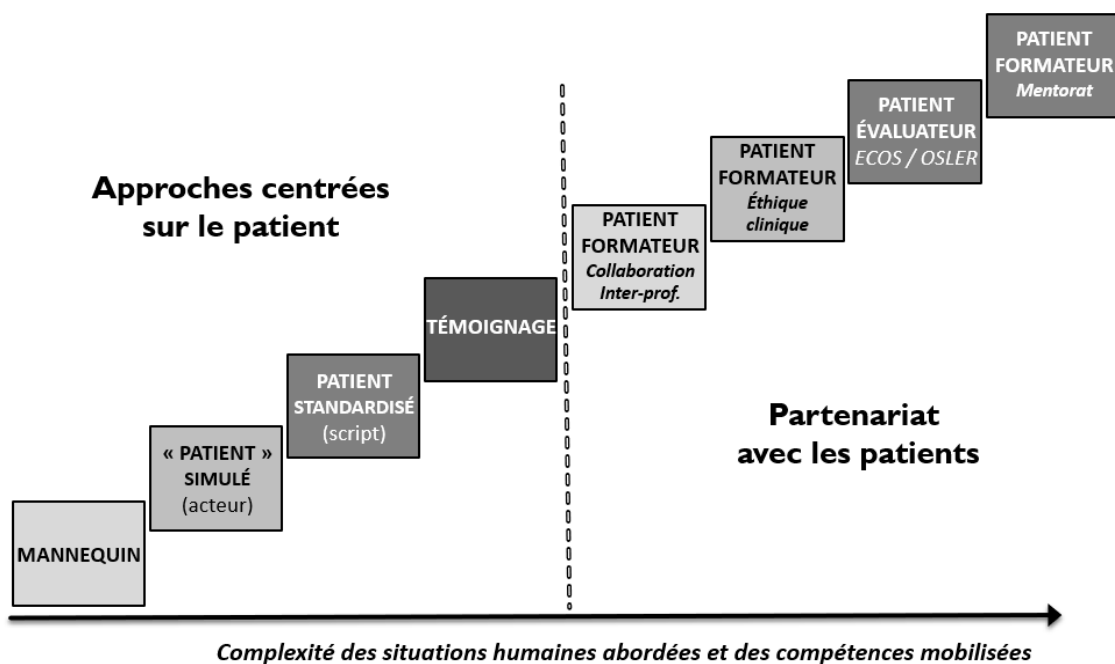 Approches centrées
sur le patient
MANNEQUIN
« PATIENT »
SIMULÉ
(acteur)
PATIENT
STANDARDISÉ
(script)
TÉMOIGNAGE
PATIENT
FORMATEUR
Collaboration
Inter-prof.
PATIENT
FORMATEUR
Éthique
clinique
PATIENT
ÉVALUATEUR
ECOS / OSLER
PATIENT
FORMATEUR
Mentorat
Partenariat
avec les patients
Complexité des situations humaines abordées et des compétences mobilisées